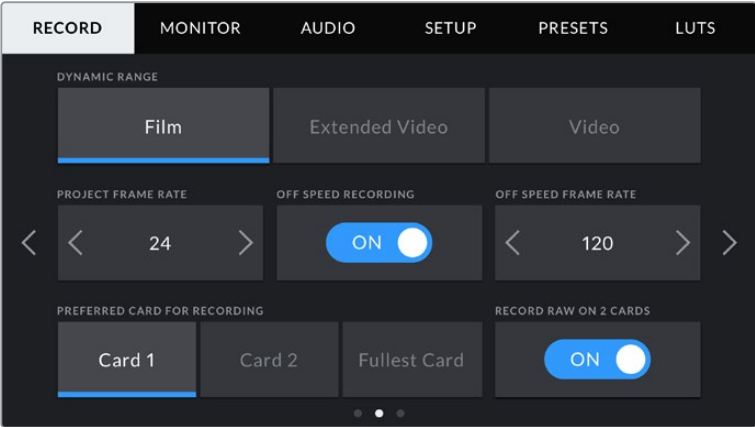 RECORD MONITOR AUDIO SETUP PRESETS LUTS
DYNAMIC RANGE
Film Extended Video Video
PROJECT FRAME RATE OFF SPEED RECORDING OFF SPEED FRAME RATE
24 ON 120
PREFERRED CARD FOR RECORDING RECORD RAW ON 2 CARDS
Card 1 Card 2 Fullest Card ON